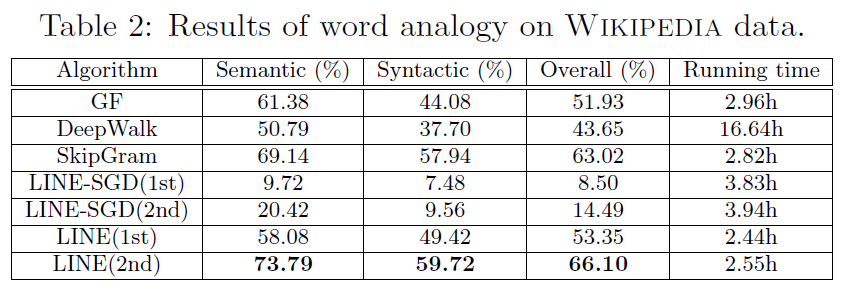 Table 2: Results of word analogy on WIKIPEDIA data.
Algorithm Semantic (%) Syntactic (%) Overall (%) Running time
GF 61.38 44.08 51.93 2.96h
DeepWalk 50.79 37.70 43.65 16.64h
SkipGram 69.14 57.94 63.02 2.82h
LINE-SGD(1st) 9.72 7.48 8.50 3.83h
LINE-SGD(2nd) 20.42 9.56 14.49 3.94h
LINE(1st) 58.08 49.42 53.35 2.44h
LINE(2nd) 73.79 59.72 66.10 2.55h